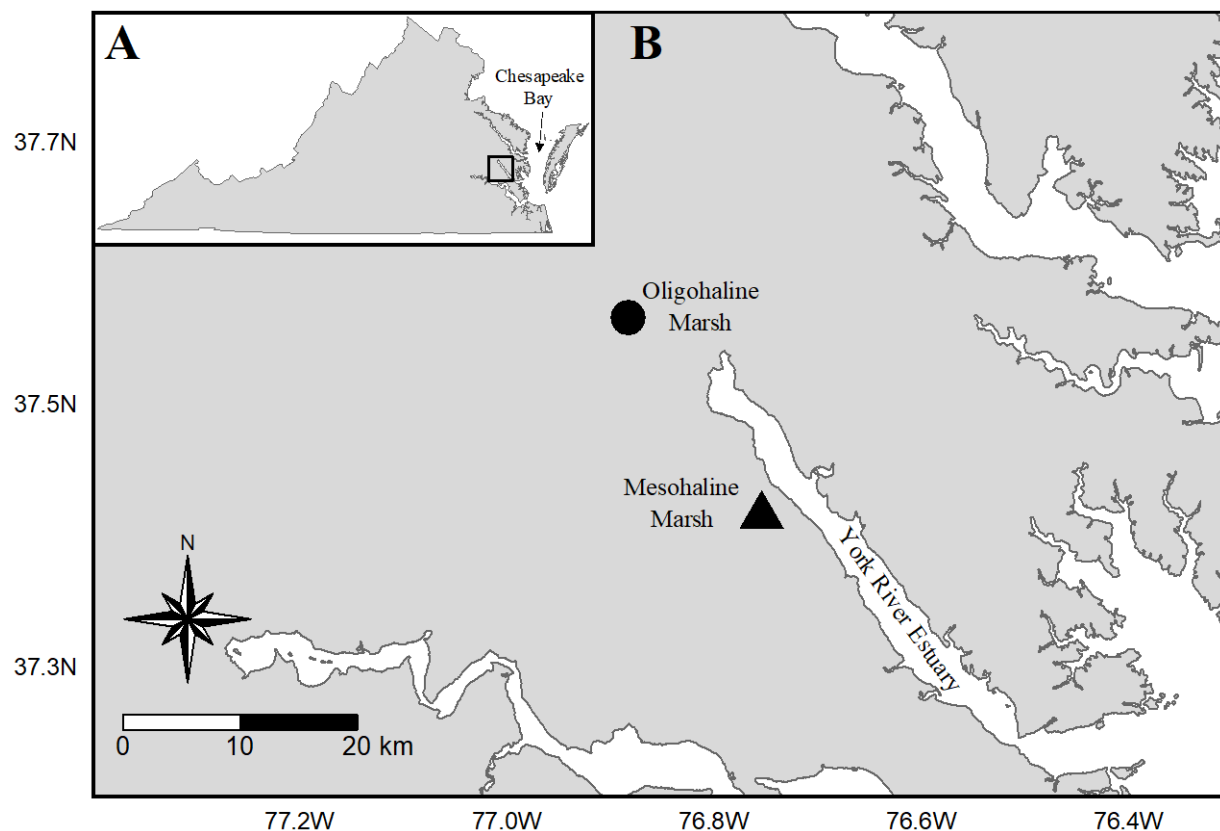 A
Chesapeake
Bay
B
37.7N
Oligohaline
Marsh
37.5N
Mesohaline
Marsh
York River Estuary
N
37.3N
0 10 20 km
77.2W 77.0W 76.8W 76.6W 76.4W